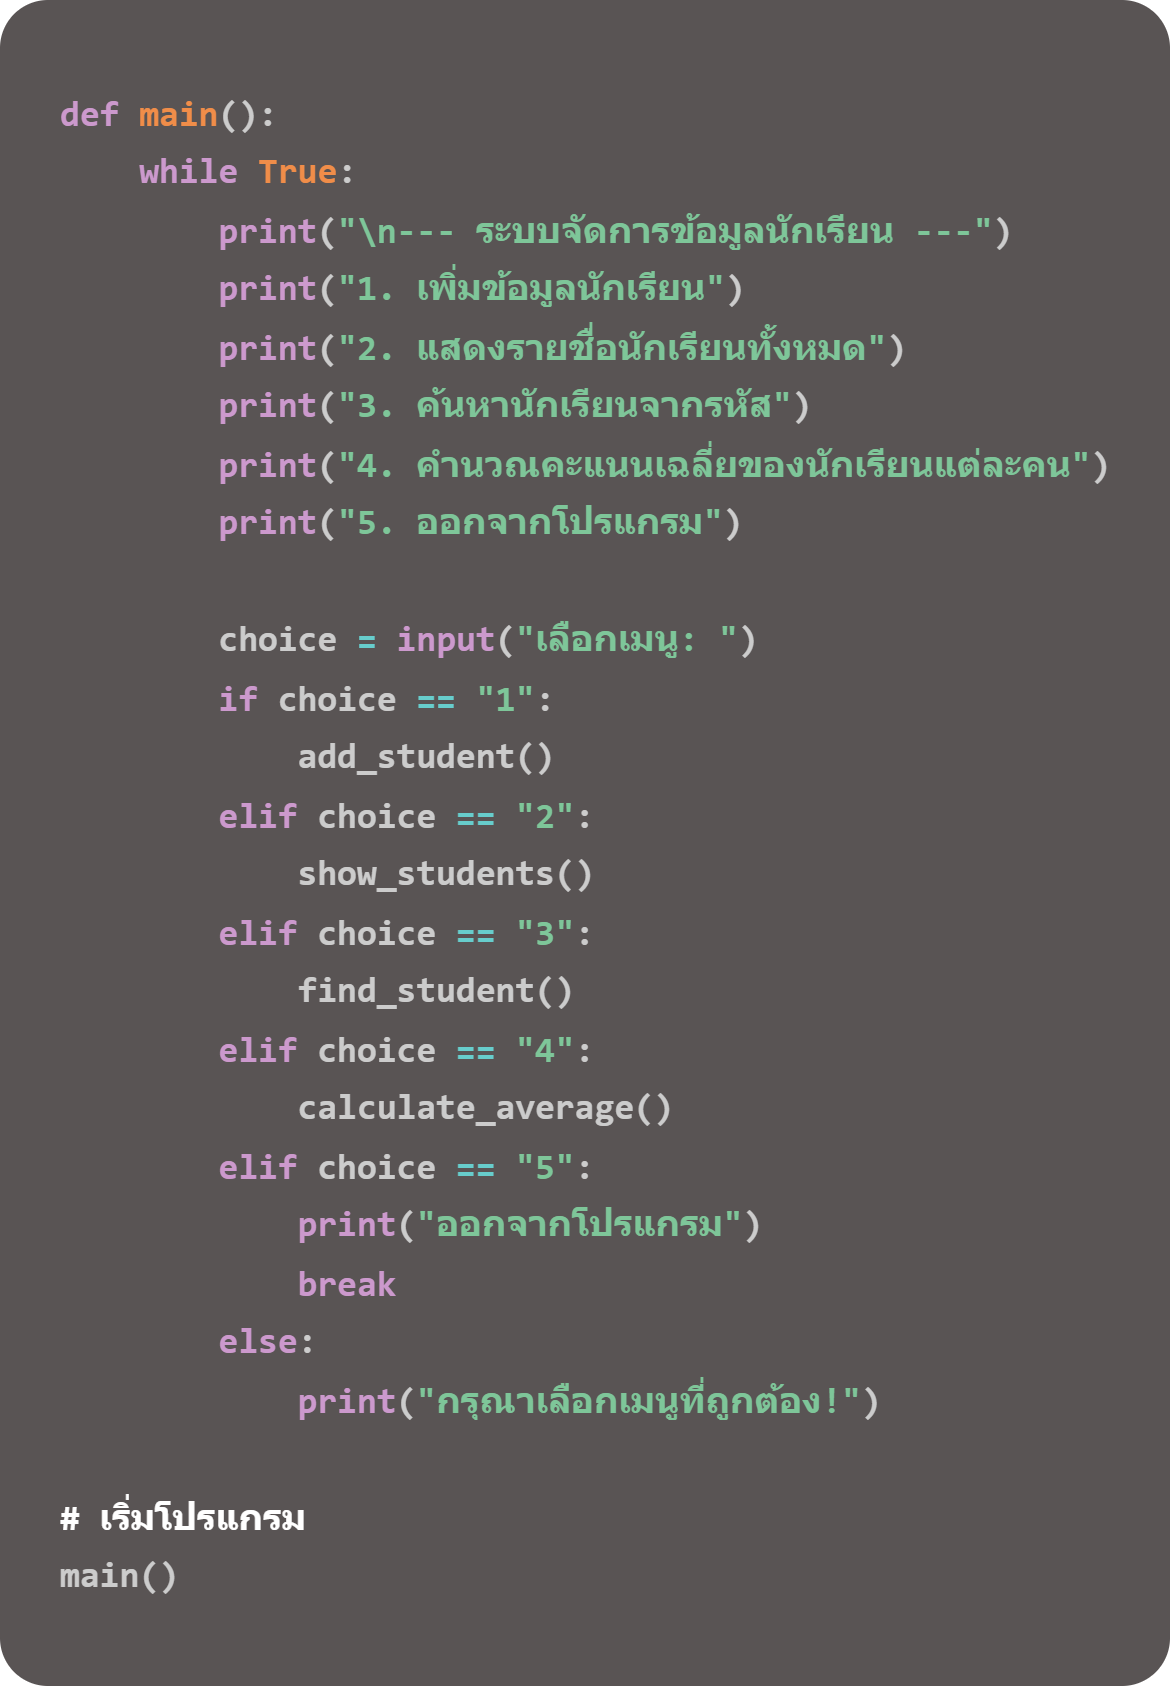 def main():
    while True:
        print("\n--- ระบบจัดการข้อมูลนักเรียน ---")
        print("1. เพิ่มข้อมูลนักเรียน")
        print("2. แสดงรายชื่อนักเรียนทั้งหมด")
        print("3. ค้นหานักเรียนจากรหัส")
        print("4. คำนวณคะแนนเฉลี่ยของนักเรียนแต่ละคน")
        print("5. ออกจากโปรแกรม")

        choice = input("เลือกเมนู: ")
        if choice == "1":
            add_student()
        elif choice == "2":
            show_students()
        elif choice == "3":
            find_student()
        elif choice == "4":
            calculate_average()
        elif choice == "5":
            print("ออกจากโปรแกรม")
            break
        else:
            print("กรุณาเลือกเมนูที่ถูกต้อง!")

# เริ่มโปรแกรม
main()